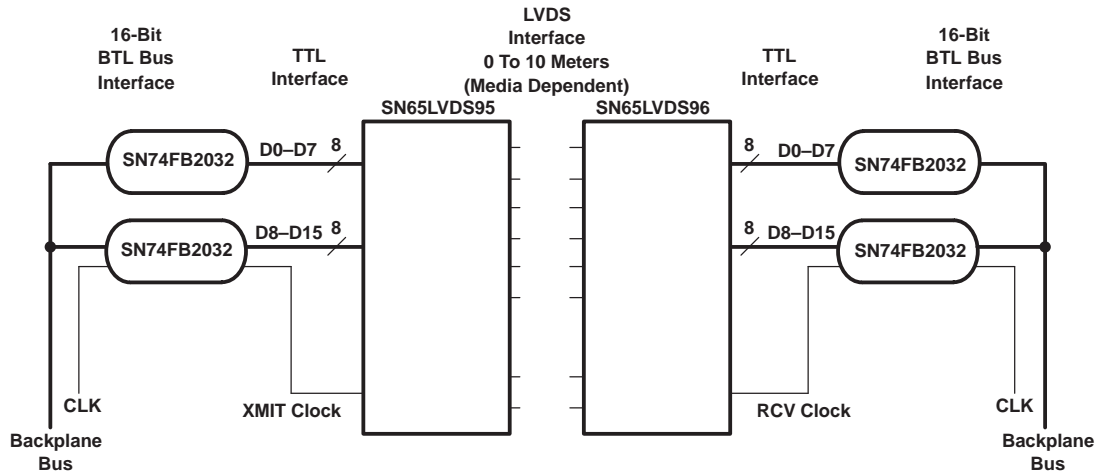 16-Bit
BTL Bus
Interface
TTL
Interface
LVDS
Interface
0 To 10 Meters
(Media Dependent)
TTL
Interface
16-Bit
BTL Bus
Interface
SN65LVDS95
SN65LVDS96
SN74FB2032
D0–D7
8
8
D0–D7
SN74FB2032
SN74FB2032
D8–D15
8
8
D8–D15
SN74FB2032
CLK
XMIT Clock
RCV Clock
CLK
Backplane
Bus
Backplane
Bus